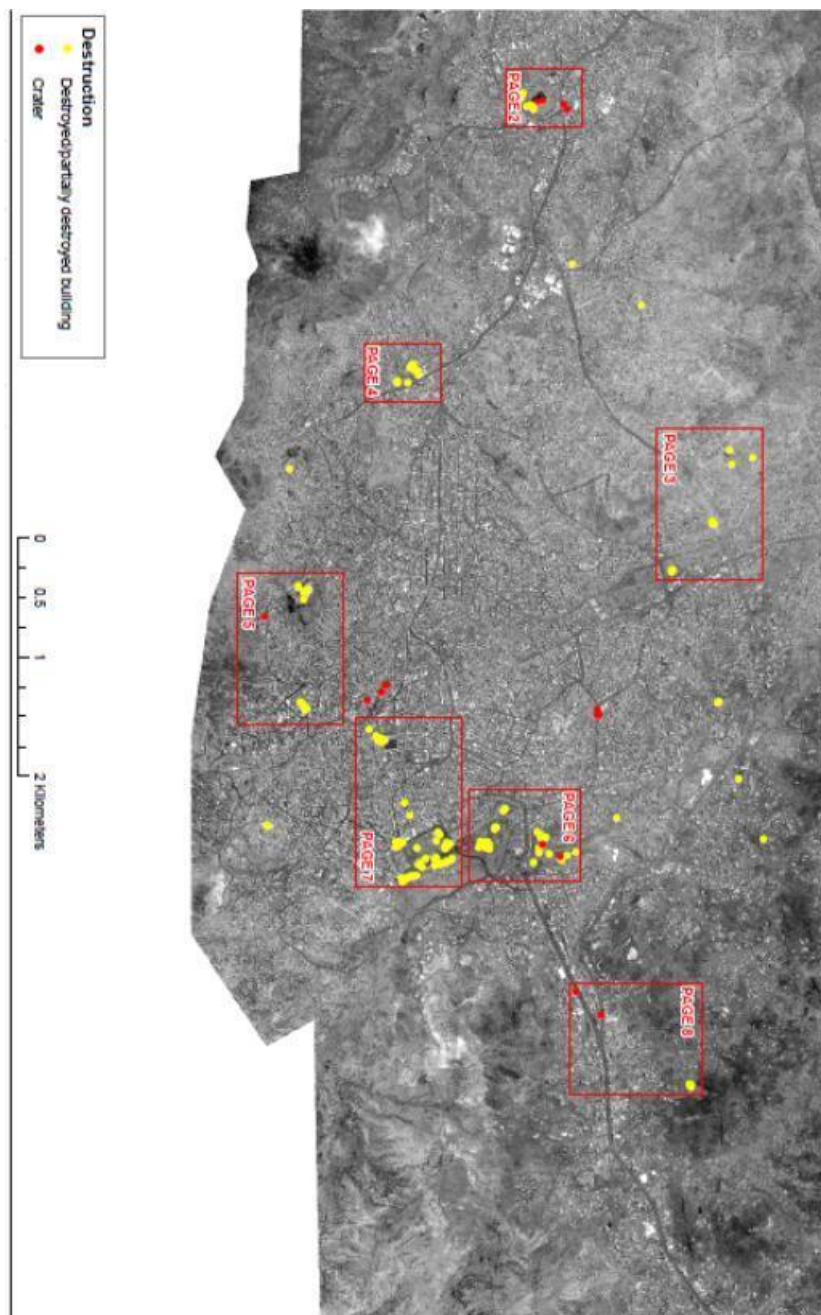 PAGE 2
PAGE 3
PAGE 4
PAGE 5
PAGE 6
PAGE 7
PAGE 8
Destruction
Destroyed/partially destroyed building
Crater
0 0.5 1 2 Kilometers